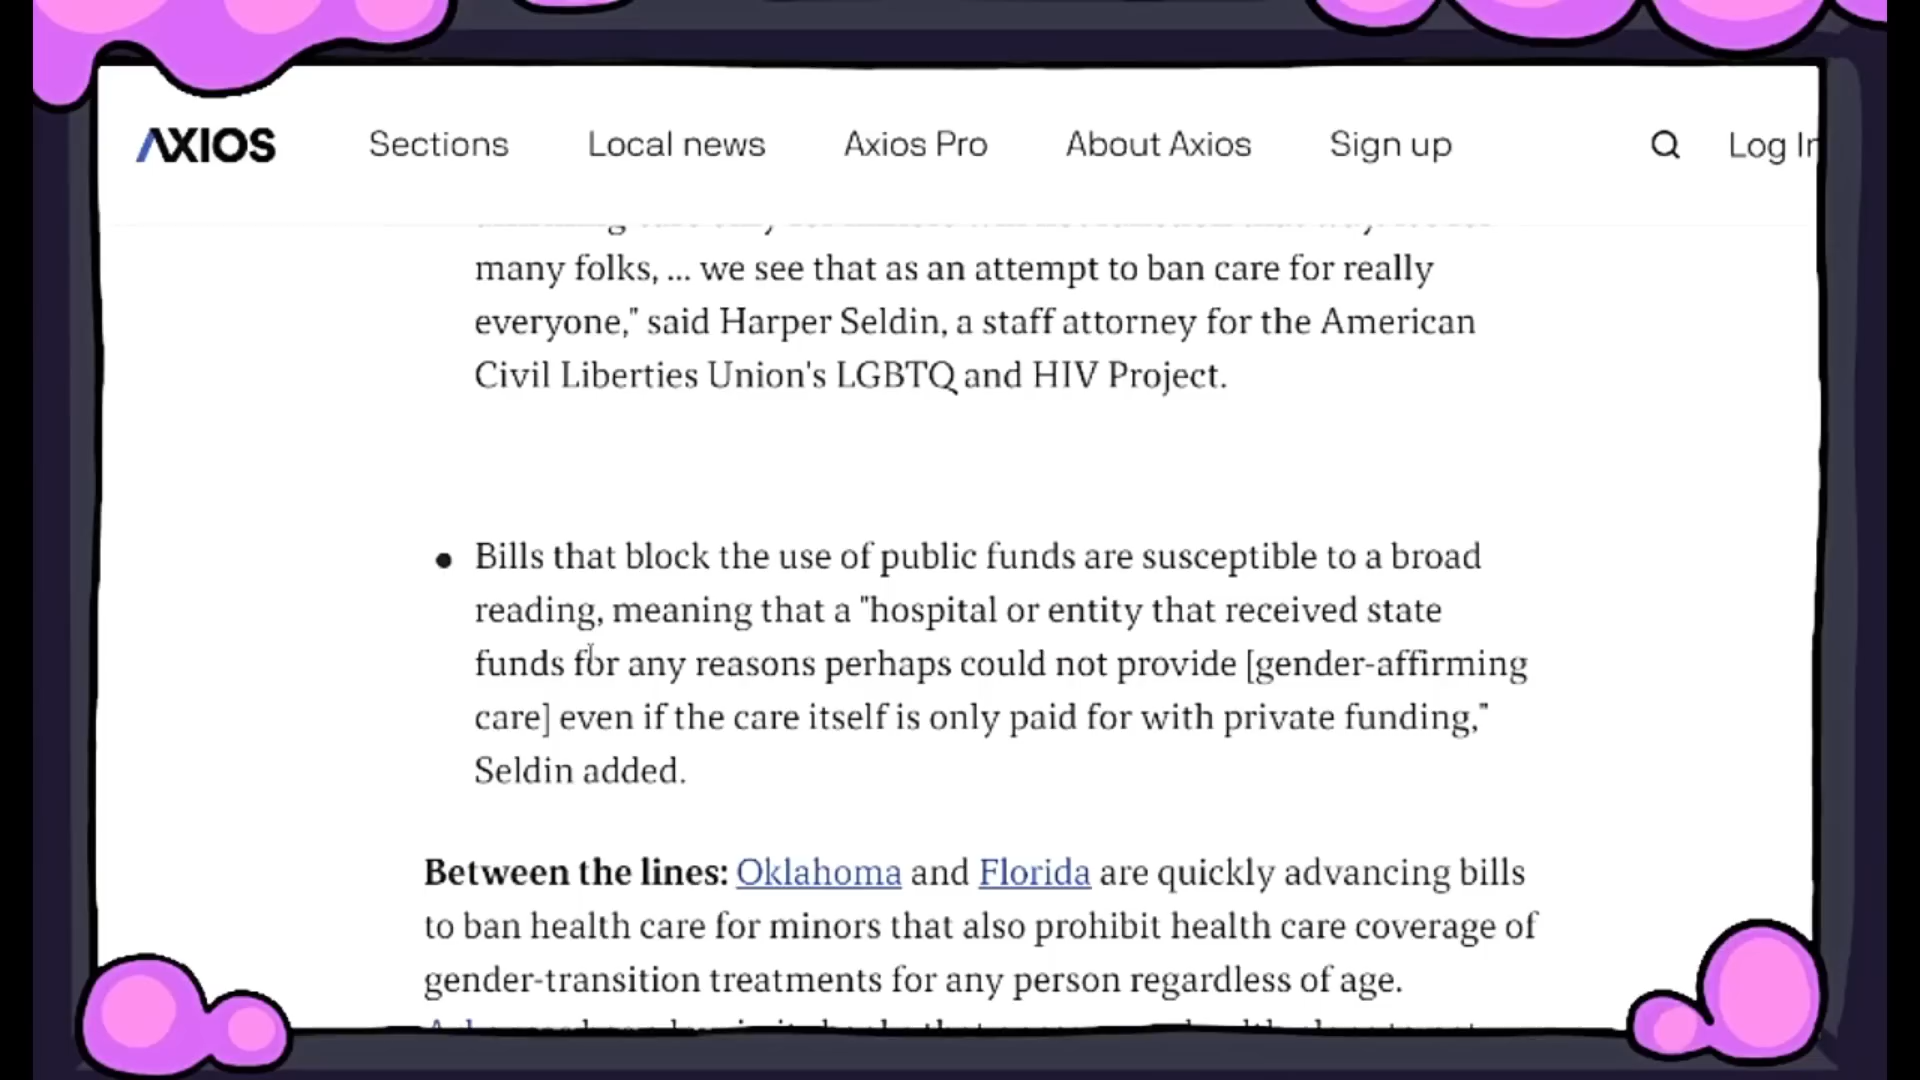 AXIOS Sections Local news Axios Pro About Axios Sign up Log In
many folks, ... we see that as an attempt to ban care for really
everyone," said Harper Seldin, a staff attorney for the American
Civil Liberties Union's LGBTQ and HIV Project.
• Bills that block the use of public funds are susceptible to a broad
reading, meaning that a "hospital or entity that received state
funds for any reasons perhaps could not provide [gender-affirming
care] even if the care itself is only paid for with private funding,"
Seldin added.
Between the lines: Oklahoma and Florida are quickly advancing bills
to ban health care for minors that also prohibit health care coverage of
gender-transition treatments for any person regardless of age.